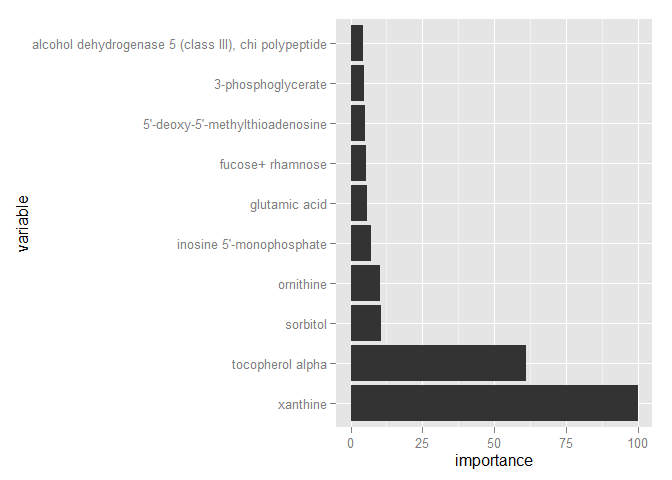 alcohol dehydrogenase 5 (class III), chi polypeptide
3-phosphoglycerate
5'-deoxy-5'-methylthioadenosine
fucose+ rhamnose
glutamic acid
inosine 5'-monophosphate
ornithine
sorbitol
tocopherol alpha
xanthine
variable
0 25 50 75 100
importance